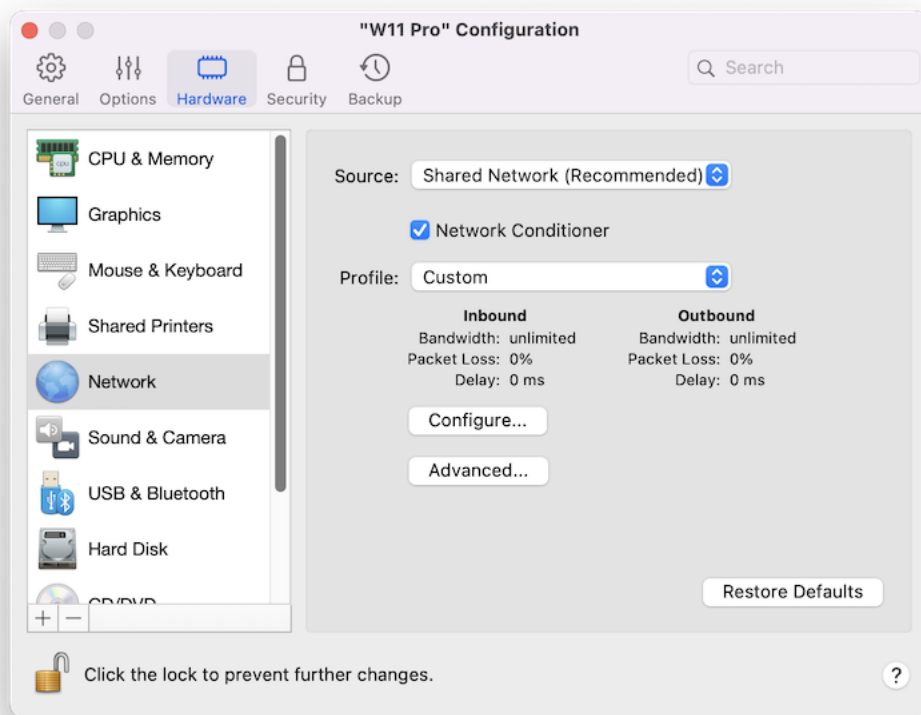 "W11 Pro" Configuration
General Options Hardware Security Backup
Search
CPU & Memory
Graphics
Mouse & Keyboard
Shared Printers
Network
Sound & Camera
USB & Bluetooth
Hard Disk
CD/DVD
Source: Shared Network (Recommended)
Network Conditioner
Profile: Custom
Inbound Outbound
Bandwidth: unlimited Bandwidth: unlimited
Packet Loss: 0% Packet Loss: 0%
Delay: 0 ms Delay: 0 ms
Configure...
Advanced...
Restore Defaults
Click the lock to prevent further changes.
?